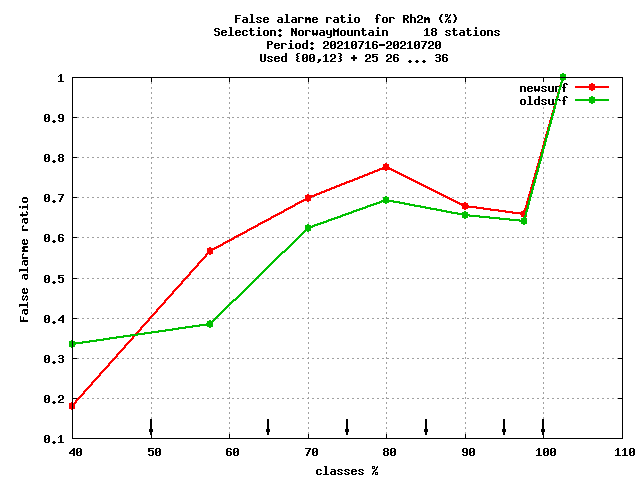 False alarme ratio  for Rh2m (%)
Selection: NorwayMountain     18 stations
Period: 20210716-20210720
Used {00,12} + 25 26 ... 36
newsurf
oldsurf
1
0.9
0.8
0.7
0.6
0.5
0.4
0.3
0.2
0.1
False alarme ratio
40 50 60 70 80 90 100 110
classes %